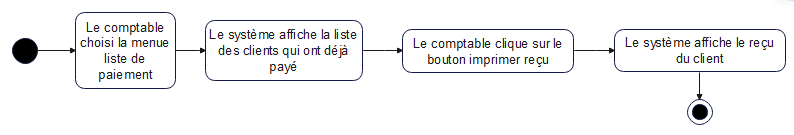 Le comptable
choisi la menue
liste de
paiement
Le système affiche la liste
des clients qui ont déjà
payé
Le comptable clique sur le
bouton imprimer reçu
Le système affiche le reçu
du client